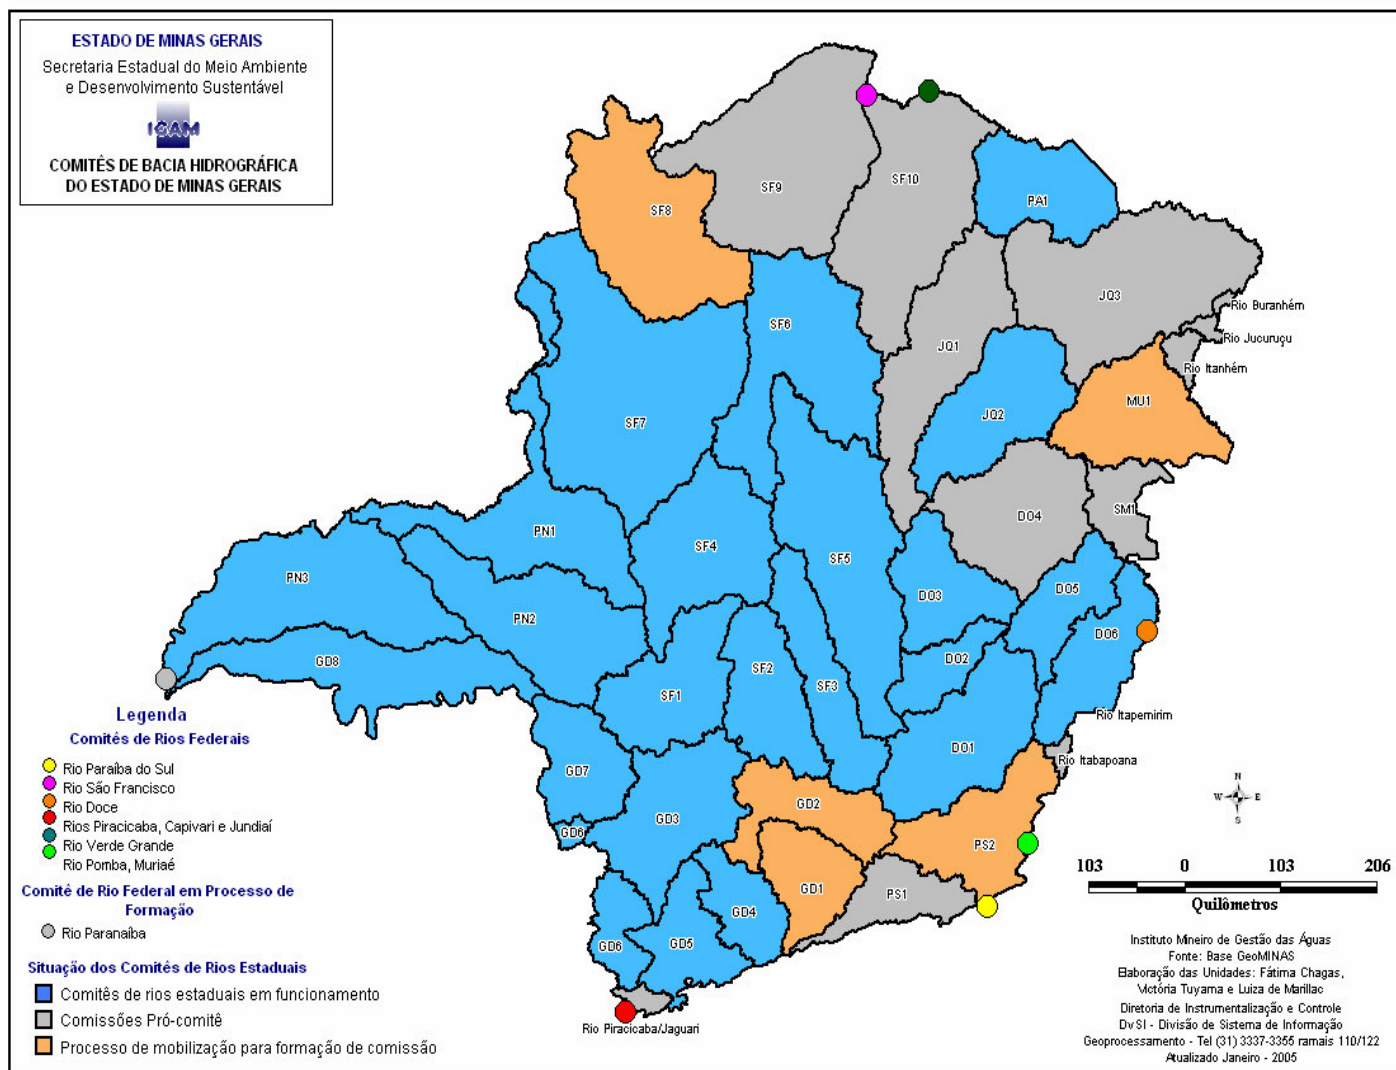 ESTADO DE MINAS GERAIS
Secretaria Estadual do Meio Ambiente
e Desenvolvimento Sustentável
IGAM
COMITÊS DE BACIA HIDROGRÁFICA
DO ESTADO DE MINAS GERAIS
SF9
SF10
PA1
SF8
JQ3
Rio Buranhém
SF6
Rio Jucuruçu
JQ1
Rio Itanhém
MU1
JQ2
SF7
SM1
DO4
PN1
SF4
SF5
PN3
DO5
DO3
PN2
DO6
GD8
DO2
SF2
SF3
SF1
Rio Itapemirim
DO1
Rio Itabapoana
GD7
GD2
GD3
GD6
PS2
GD1
PS1
GD4
GD5
GD6
Rio Piracicaba/Jaguari
N
W E
S
103 0 103 206
Quilômetros
Legenda
Comitês de Rios Federais
Rio Paraíba do Sul
Rio São Francisco
Rio Doce
Rios Piracicaba, Capivari e Jundiaí
Rio Verde Grande
Rio Pomba, Muriaé
Comitê de Rio Federal em Processo de
Formação
Rio Paranaíba
Situação dos Comitês de Rios Estaduais
Comitês de rios estaduais em funcionamento
Comissões Pró-comitê
Processo de mobilização para formação de comissão
Instituto Mineiro de Gestão das Águas
Fonte: Base GeoMINAS
Elaboração das Unidades: Fátima Chagas,
Victória Tuyama e Luiza de Marillac
Diretoria de Instrumentalização e Controle
DvSI - Divisão de Sistema de Informação
Geoprocessamento - Tel (31) 3337-3355 ramais 110/122
Atualizado Janeiro - 2005